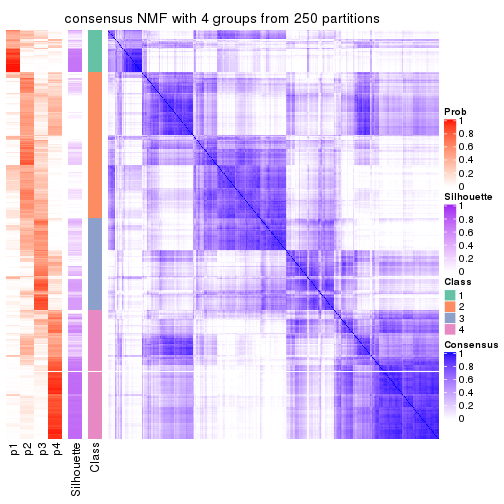 consensus NMF with 4 groups from 250 partitions
Prob
1
0.8
0.6
0.4
0.2
0
Silhouette
1
0.8
0.6
0.4
0.2
0
Class
1
2
3
4
Consensus
1
0.8
0.6
0.4
0.2
0
p1
p2
p3
p4
Silhouette
Class